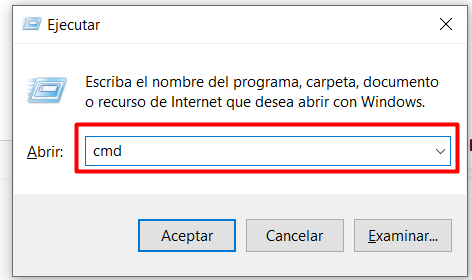 Ejecutar
Escriba el nombre del programa, carpeta, documento
o recurso de Internet que desea abrir con Windows.
Abrir: cmd
Aceptar Cancelar Examinar...